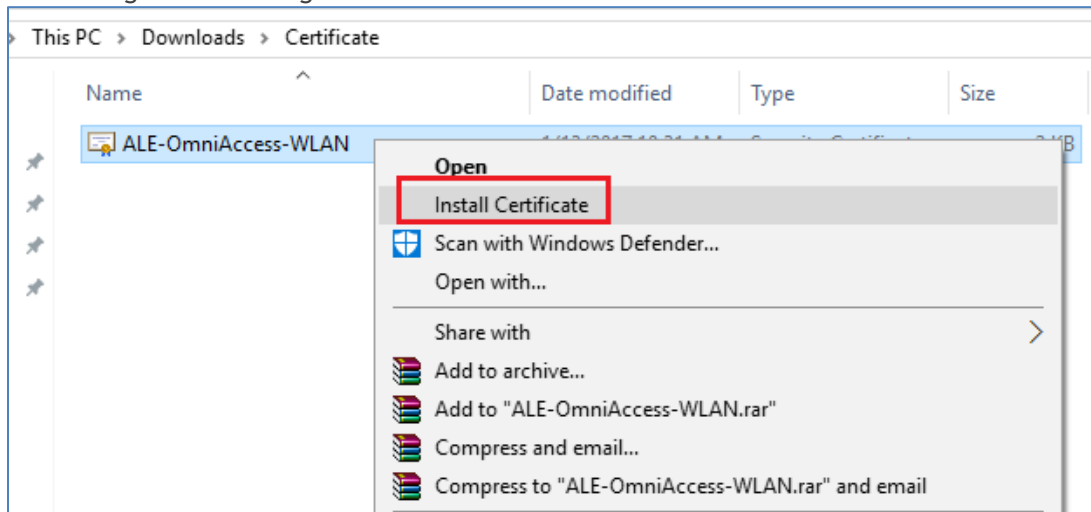 This PC > Downloads > Certificate
Name Date modified Type Size
ALE-OmniAccess-WLAN
Open
Install Certificate
Scan with Windows Defender...
Open with...
Share with
Add to archive...
Add to "ALE-OmniAccess-WLAN.rar"
Compress and email...
Compress to "ALE-OmniAccess-WLAN.rar" and email